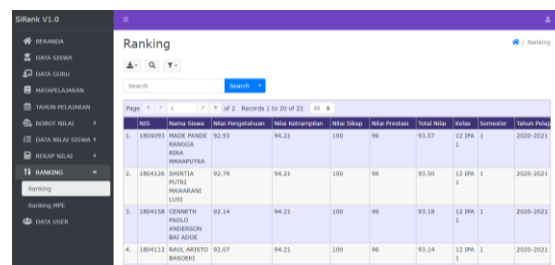 SiRank V1.0
BERANDA
DATA SISWA
DATA GURU
MATAPELAJARAN
TAHUN PELAJARAN
BOBOT NILAI
DATA NILAI SISWA
REKAP NILAI
RANKING
Ranking
Ranking MPE
DATA USER
Ranking
/ Ranking
Search
Search
Page 1 of 2 Records 1 to 20 of 22 20
NIS Nama Siswa Nilai Pengetahuan Nilai Ketrampilan Nilai Sikap Nilai Prestasi Total Nilai Kelas Semester Tahun Pelaj
1. 1804093 MADE PANDE 92.93 94.21 100 96 93.57 12 IPA 1 2020-2021
RANGGA 1
KIRA
MAHAPUTRA
2. 1804126 SHINTIA 92.79 94.21 100 96 93.50 12 IPA 1 2020-2021
PUTRI 1
MAWARANI
LUSI
3. 1804158 CENNETH 92.14 94.21 100 96 93.18 12 IPA 1 2020-2021
PAOLO 1
ANDERSON
BAI ADOE
4. 1804112 RAUL ARISTO 92.07 94.21 100 96 93.14 12 IPA 1 2020-2021
BASOEKI 1